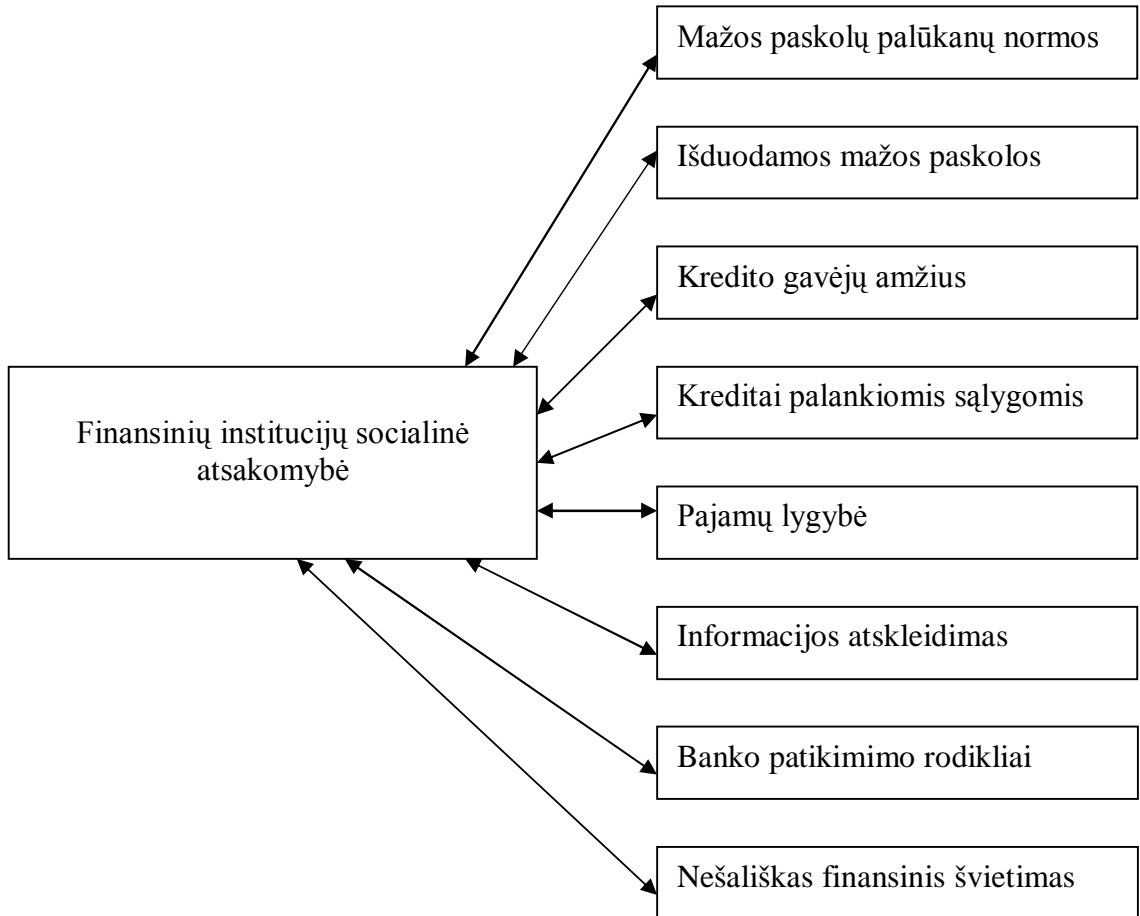 Mažos paskolų palūkanų normos
Išduodamos mažos paskolos
Kredito gavėjų amžius
Kreditai palankiomis sąlygomis
Finansinių institucijų socialinė
atsakomybė
Pajamų lygybė
Informacijos atskleidimas
Banko patikimimo rodikliai
Nešališkas finansinis švietimas